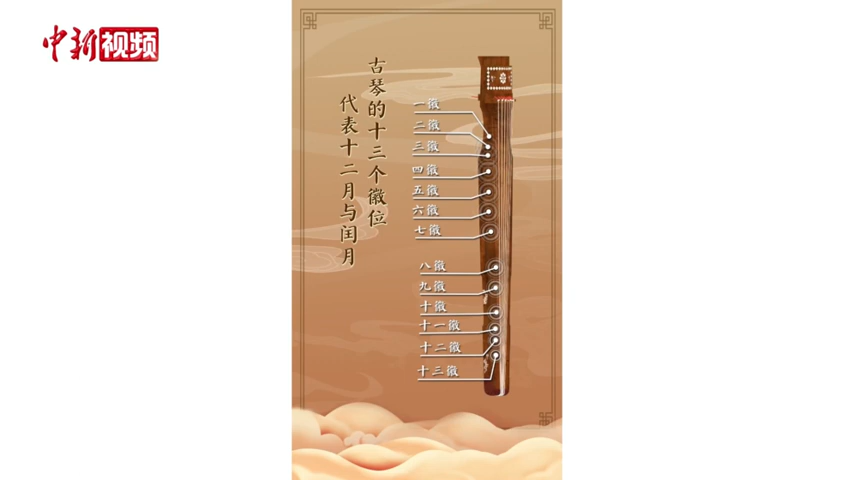 中新视频
古琴的十三个徽位
代表十二月与闰月
一徽
二徽
三徽
四徽
五徽
六徽
七徽
八徽
九徽
十徽
十一徽
十二徽
十三徽